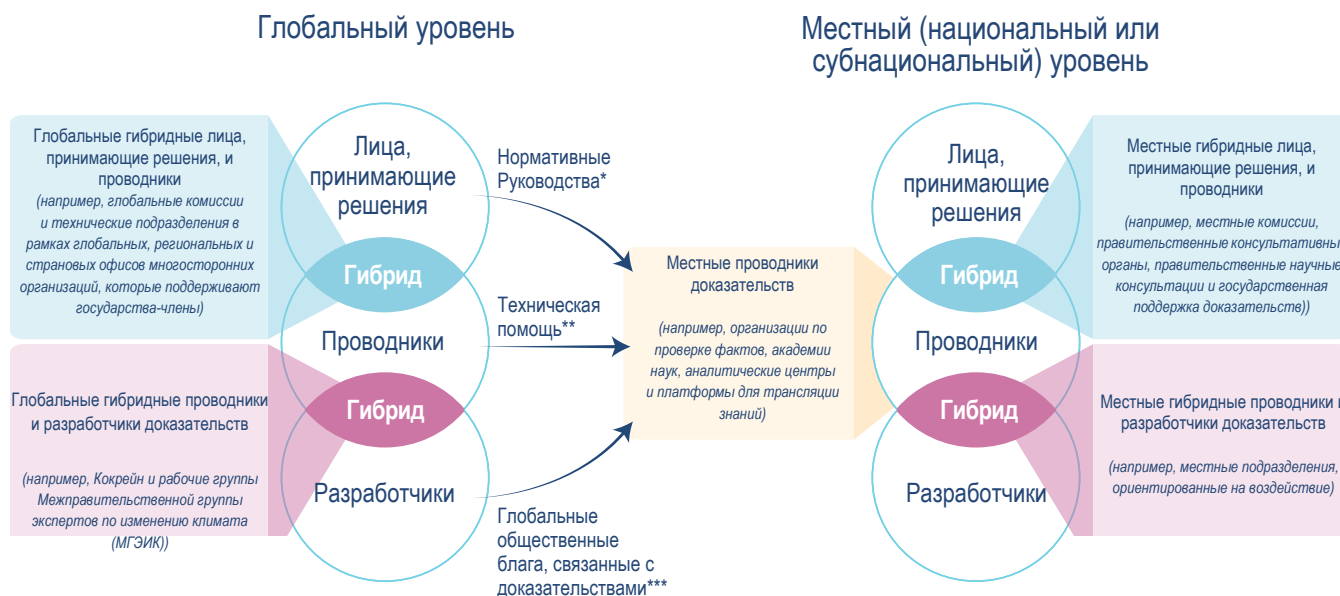 Глобальный уровень
Местный (национальный или
субнациональный) уровень
Глобальные гибридные лица,
принимающие решения, и
проводники
(например, глобальные комиссии
и технические подразделения в
рамках глобальных, региональных и
страновых офисов многосторонних
организаций, которые поддерживают
государства-члены)
Глобальные гибридные проводники
и разработчики доказательств
(например, Кокрейн и рабочие группы
Межправительственной группы
экспертов по изменению климата
(МГЭИК))
Лица,
принимающие
решения
Гибрид
Проводники
Гибрид
Разработчики
Нормативные
Руководства*
Техническая
помощь**
Глобальные
общественные
блага, связанные с
доказательствами***
Местные проводники
доказательств
(например, организации по
проверке фактов, академии
наук, аналитические центры
и платформы для трансляции
знаний)
Лица,
принимающие
решения
Гибрид
Проводники
Гибрид
Разработчики
Местные гибридные лица,
принимающие решения, и
проводники
(например, местные комиссии,
правительственные консультативны
органы, правительственные научные
консультации и государственная
поддержка доказательств))
Местные гибридные проводники
разработчики доказательств
(например, местные подразделения,
ориентированные на воздействие)